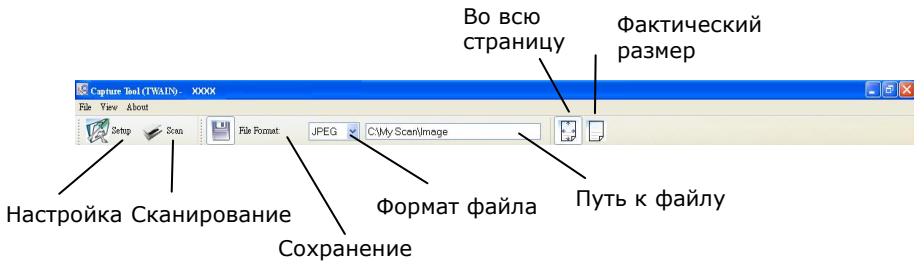 Во всю
страницу
Фактический
размер
Capture Tool (TWAIN) - XXXX
File View About
Setup Scan File Format: JPEG C:\My Scan\Image
Настройка Сканирование
Формат файла
Путь к файлу
Сохранение